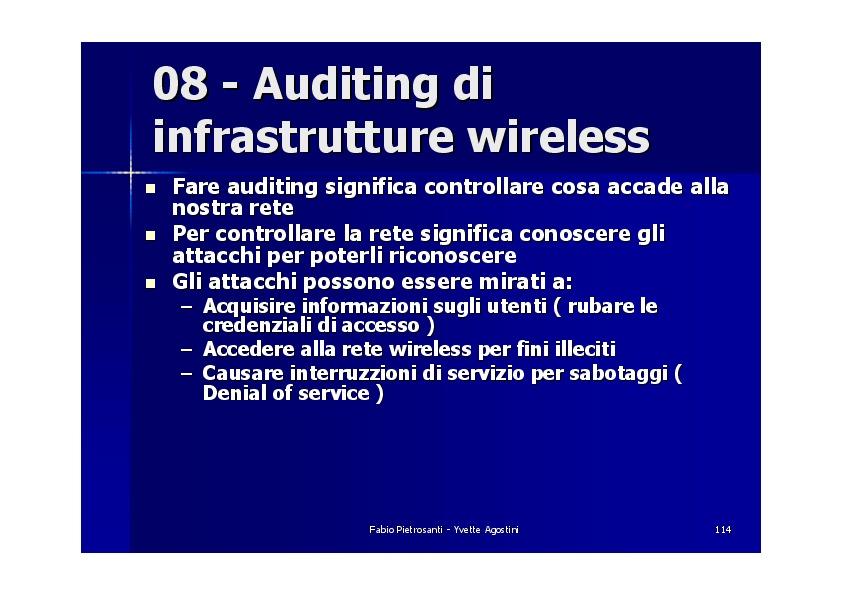 08 - Auditing di
infrastrutture wireless
Fare auditing significa controllare cosa accade alla
nostra rete
Per controllare la rete significa conoscere gli
attacchi per poterli riconoscere
Gli attacchi possono essere mirati a:
– Acquisire informazioni sugli utenti ( rubare le
credenziali di accesso )
– Accedere alla rete wireless per fini illeciti
– Causare interruzzioni di servizio per sabotaggi (
Denial of service )
Fabio Pietrosanti - Yvette Agostini
114